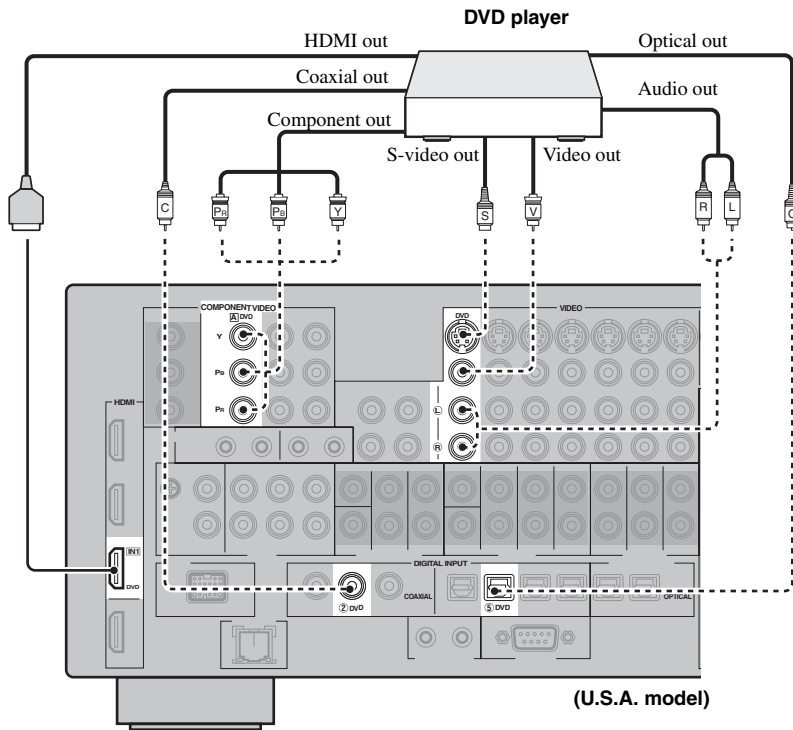 DVD player
HDMI out
Optical out
Coaxial out
Audio out
Component out
S-video out
Video out
C
PR
PB
Y
S
V
R
L
O
COMPONENT VIDEO
A DVD
Y
PB
PR
DVD
VIDEO
L
R
HDMI
IN1
DVD
DIGITAL INPUT
COAXIAL
② DVD
⑤ DVD
OPTICAL
(U.S.A. model)